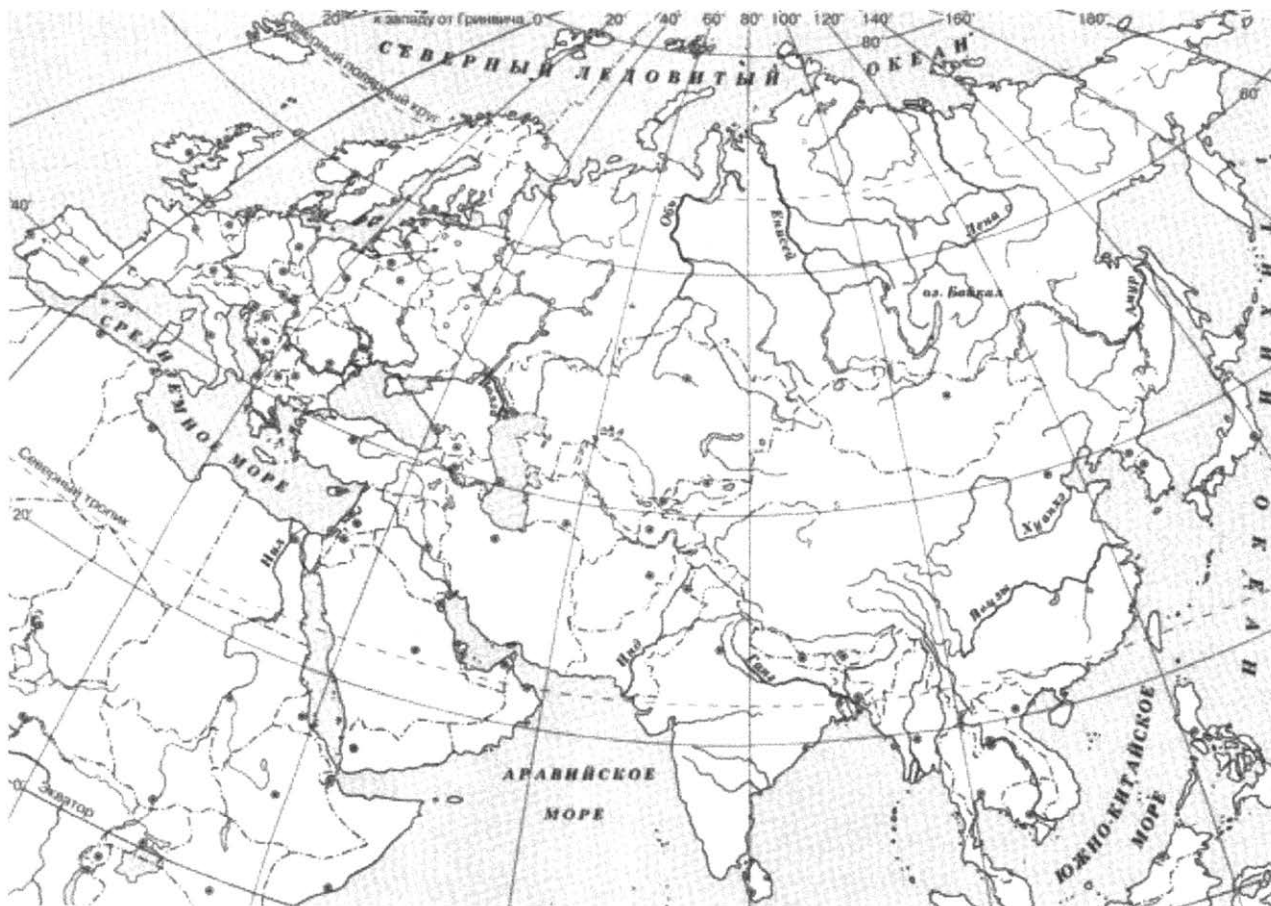 20° к западу от Гринвича 0° 20° 40° 60° 80° 100° 120° 140° 160° 180°
СЕВЕРНЫЙ ЛЕДОВИТЫЙ ОКЕАН
80°
60°
Северный полярный круг
40°
Обь
Енисей
Лена
оз. Байкал
Амур
ТИХИЙ ОКЕАН
СРЕДИЗЕМНОЕ МОРЕ
Северный тропик
20°
Нил
Хуанхэ
Янцзы
Инд
Ганг
АРАВИЙСКОЕ
МОРЕ
ЮЖНО-КИТАЙСКОЕ
МОРЕ
Экватор
0°